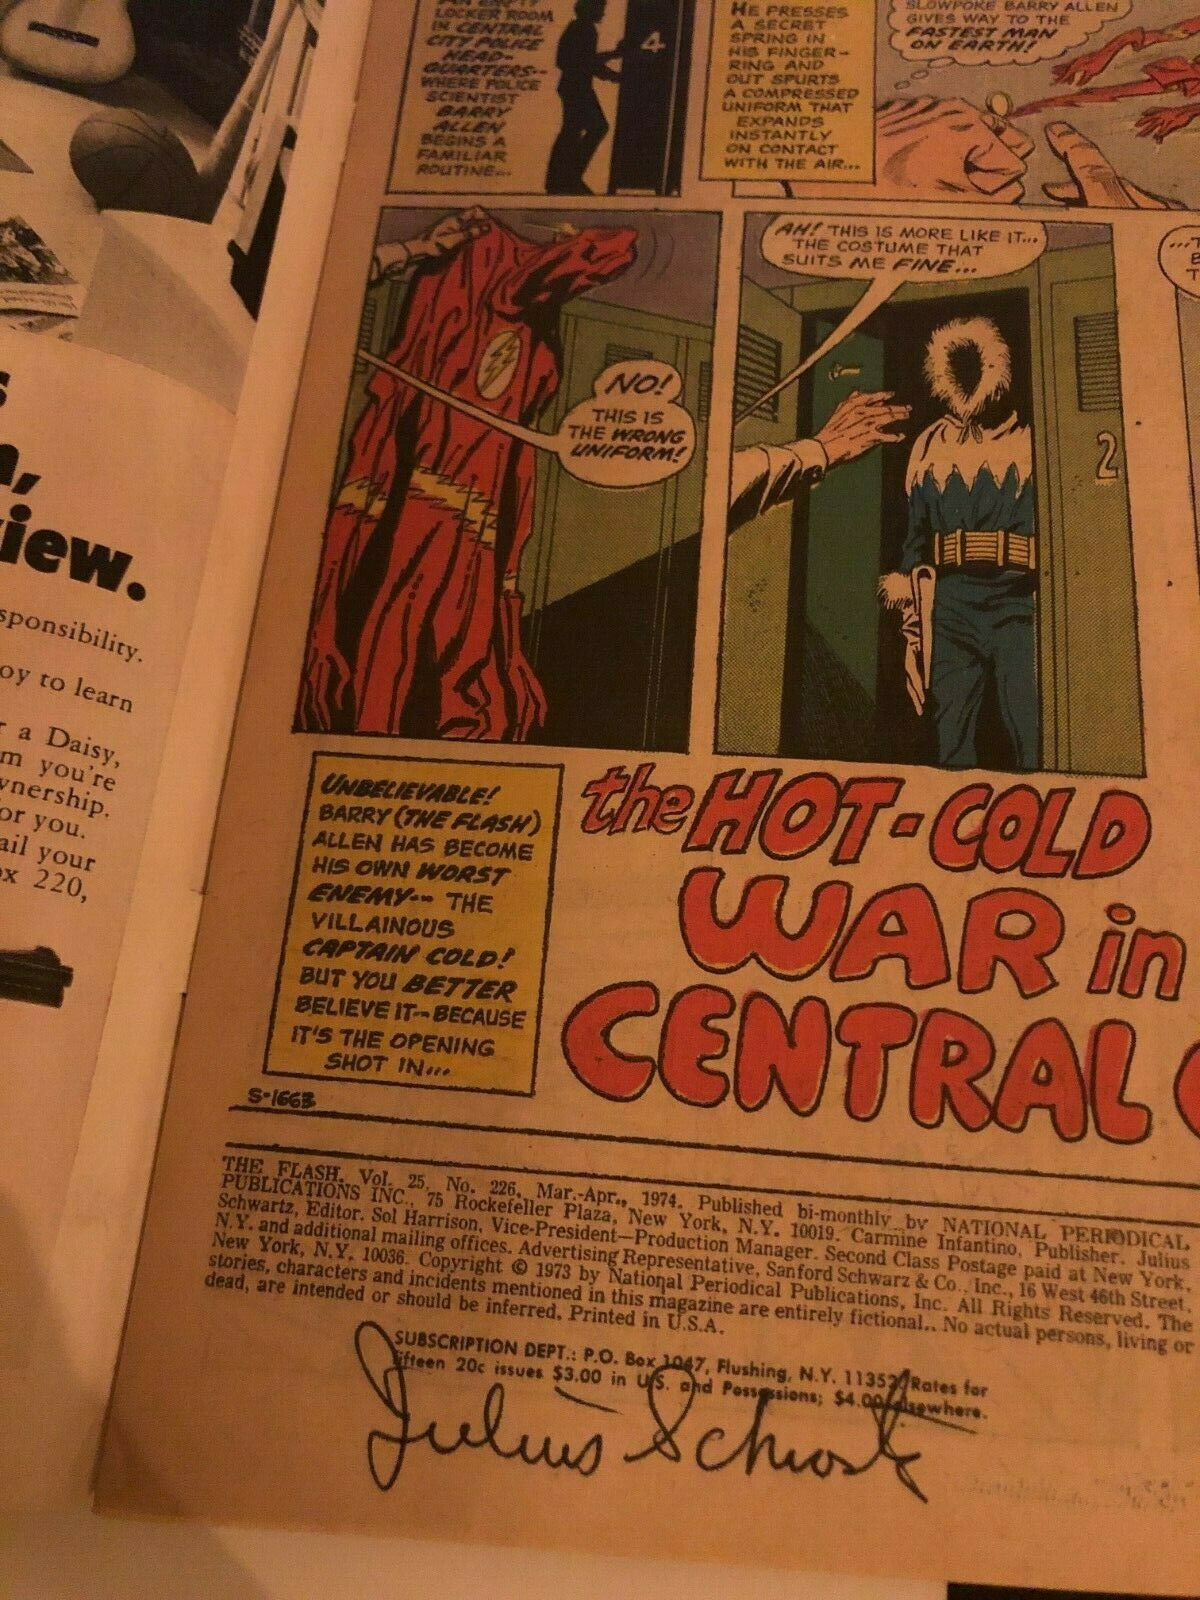 LOCKER ROOM
IN CENTRAL
CITY POLICE
HEAD-
QUARTERS--
WHERE POLICE
SCIENTIST
BARRY
ALLEN
BEGINS A
FAMILIAR
ROUTINE...
4
HE PRESSES
A SECRET
SPRING IN
HIS FINGER-
RING AND
OUT SPURTS
A COMPRESSED
UNIFORM THAT
EXPANDS
INSTANTLY
ON CONTACT
WITH THE AIR...
SLOWPOKE BARRY ALLEN
GIVES WAY TO THE
FASTEST MAN
ON EARTH!
NO!
THIS IS
THE WRONG
UNIFORM!
AH! THIS IS MORE LIKE IT...
THE COSTUME THAT
SUITS ME FINE...
2
UNBELIEVABLE!
BARRY (THE FLASH)
ALLEN HAS BECOME
HIS OWN WORST
ENEMY--- THE
VILLAINOUS
CAPTAIN COLD!
BUT YOU BETTER
BELIEVE IT--BECAUSE
IT'S THE OPENING
SHOT IN...
the HOT-COLD
WAR in
CENTRAL
S-1663
THE FLASH, Vol. 25, No. 226, Mar.-Apr., 1974. Published bi-monthly by NATIONAL PERIODICAL
PUBLICATIONS INC., 75 Rockefeller Plaza, New York, N.Y. 10019. Carmine Infantino, Publisher. Julius
Schwartz, Editor. Sol Harrison, Vice-President—Production Manager. Second Class Postage paid at New York,
N.Y. and additional mailing offices. Advertising Representative, Sanford Schwarz & Co., Inc., 16 West 46th Street,
New York, N.Y. 10036. Copyright © 1973 by National Periodical Publications, Inc. All Rights Reserved. The
stories, characters and incidents mentioned in this magazine are entirely fictional.. No actual persons, living or
dead, are intended or should be inferred. Printed in U.S.A.
SUBSCRIPTION DEPT.: P.O. Box 1047, Flushing, N.Y. 11352. Rates for
fifteen 20c issues $3.00 in U.S. and Possessions; $4.00 elsewhere.
Julius Schwartz
iew.
sponsibility.
oy to learn
r a Daisy,
m you're
wnership.
or you.
ail your
ox 220,